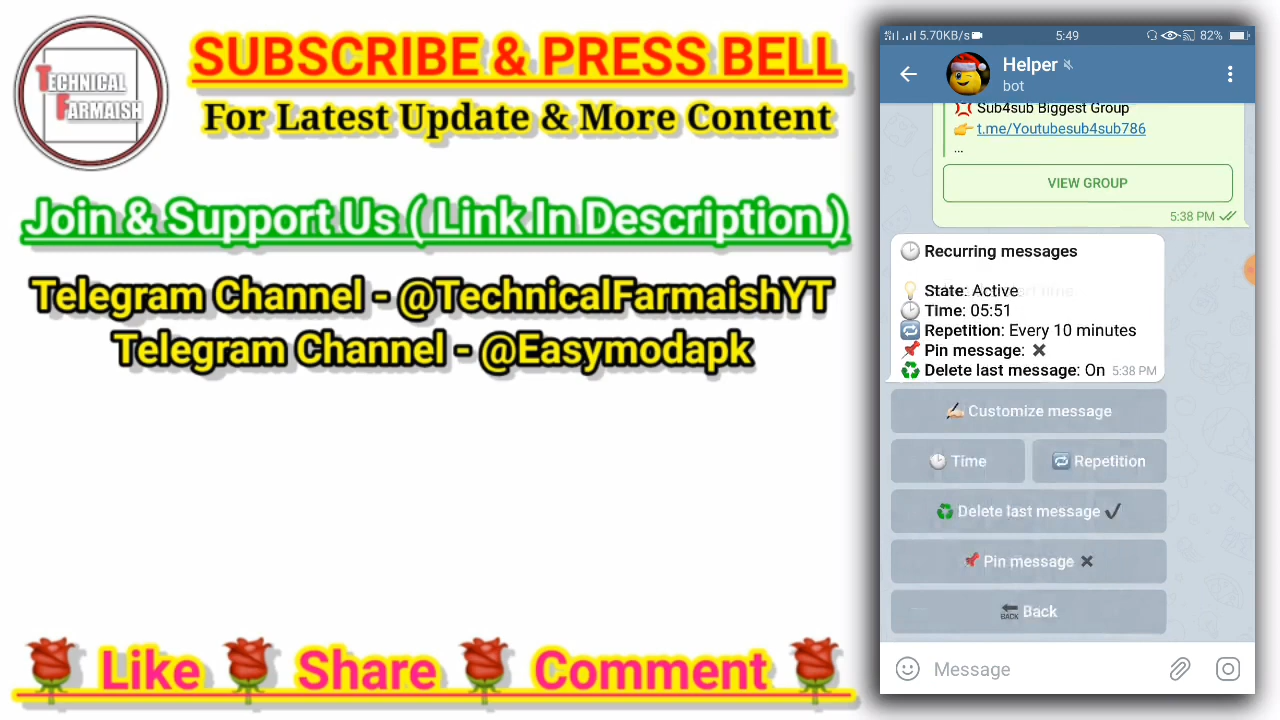 TECHNICAL
FARMAISH
SUBSCRIBE & PRESS BELL
For Latest Update & More Content
Join & Support Us ( Link In Description )
Telegram Channel - @TechnicalFarmaishYT
Telegram Channel - @Easymodapk
🌹 Like 🌹 Share 🌹 Comment 🌹
5.70KB/s 5:49 82%
Helper
bot
💢 Sub4sub Biggest Group
👉 t.me/Youtubesub4sub786
...
VIEW GROUP
5:38 PM
🕑 Recurring messages
💡 State: Active
🕑 Time: 05:51
🔁 Repetition: Every 10 minutes
📌 Pin message: ✖
♻ Delete last message: On 5:38 PM
✍🏻 Customize message
🕑 Time
🔁 Repetition
♻ Delete last message ✔
📌 Pin message ✖
🔙 Back
Message